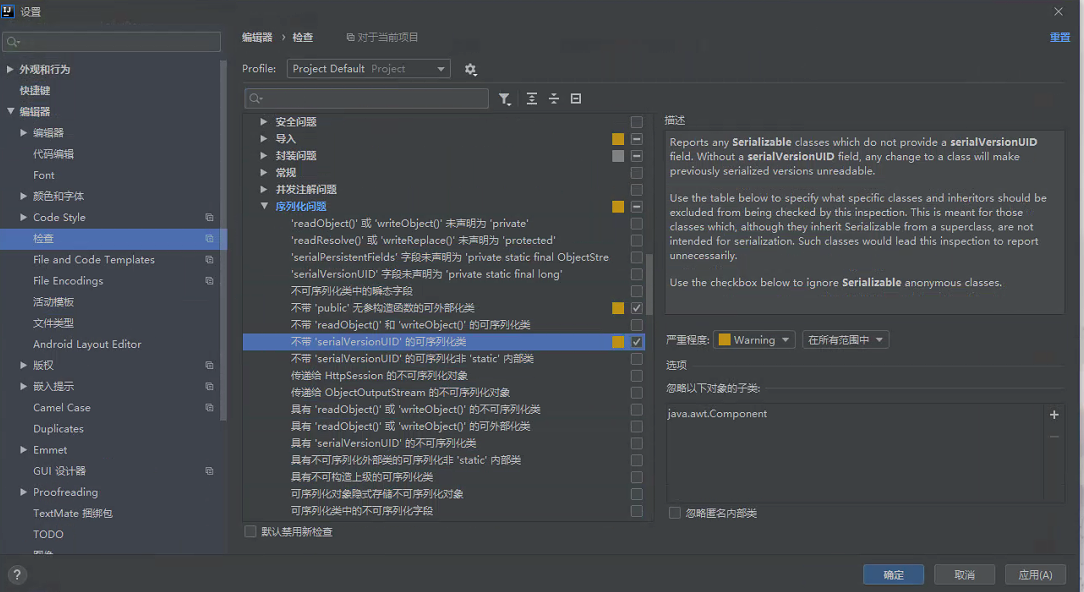 设置
编辑器 › 检查
对于当前项目
重置
Profile: Project Default Project
外观和行为
快捷键
编辑器
编辑器
代码编辑
Font
颜色和字体
Code Style
检查
File and Code Templates
File Encodings
活动模板
文件类型
Android Layout Editor
版权
嵌入提示
Camel Case
Duplicates
Emmet
GUI 设计器
Proofreading
TextMate 捆绑包
TODO
安全问题
导入
封装问题
常规
并发注解问题
序列化问题
'readObject()' 或 'writeObject()' 未声明为 'private'
'readResolve()' 或 'writeReplace()' 未声明为 'protected'
'serialPersistentFields' 字段未声明为 'private static final ObjectStre
'serialVersionUID' 字段未声明为 'private static final long'
不可序列化类中的瞬态字段
不带 'public' 无参构造函数的可外部化类
不带 'readObject()' 和 'writeObject()' 的可序列化类
不带 'serialVersionUID' 的可序列化类
不带 'serialVersionUID' 的可序列化非 'static' 内部类
传递给 HttpSession 的不可序列化对象
传递给 ObjectOutputStream 的不可序列化对象
具有 'readObject()' 或 'writeObject()' 的不可序列化类
具有 'readObject()' 或 'writeObject()' 的可外部化类
具有 'serialVersionUID' 的不可序列化类
具有不可序列化外部类的可序列化非 'static' 内部类
具有不可构造上级的可序列化类
可序列化对象隐式存储不可序列化对象
可序列化类中的不可序列化字段
默认禁用新检查
描述
Reports any Serializable classes which do not provide a serialVersionUID
field. Without a serialVersionUID field, any change to a class will make
previously serialized versions unreadable.
Use the table below to specify what specific classes and inheritors should be
excluded from being checked by this inspection. This is meant for those
classes which, although they inherit Serializable from a superclass, are not
intended for serialization. Such classes would lead this inspection to report
unnecessarily.
Use the checkbox below to ignore Serializable anonymous classes.
严重程度: Warning 在所有范围中
选项
忽略以下对象的子类:
java.awt.Component
忽略匿名内部类
?
确定
取消
应用(A)